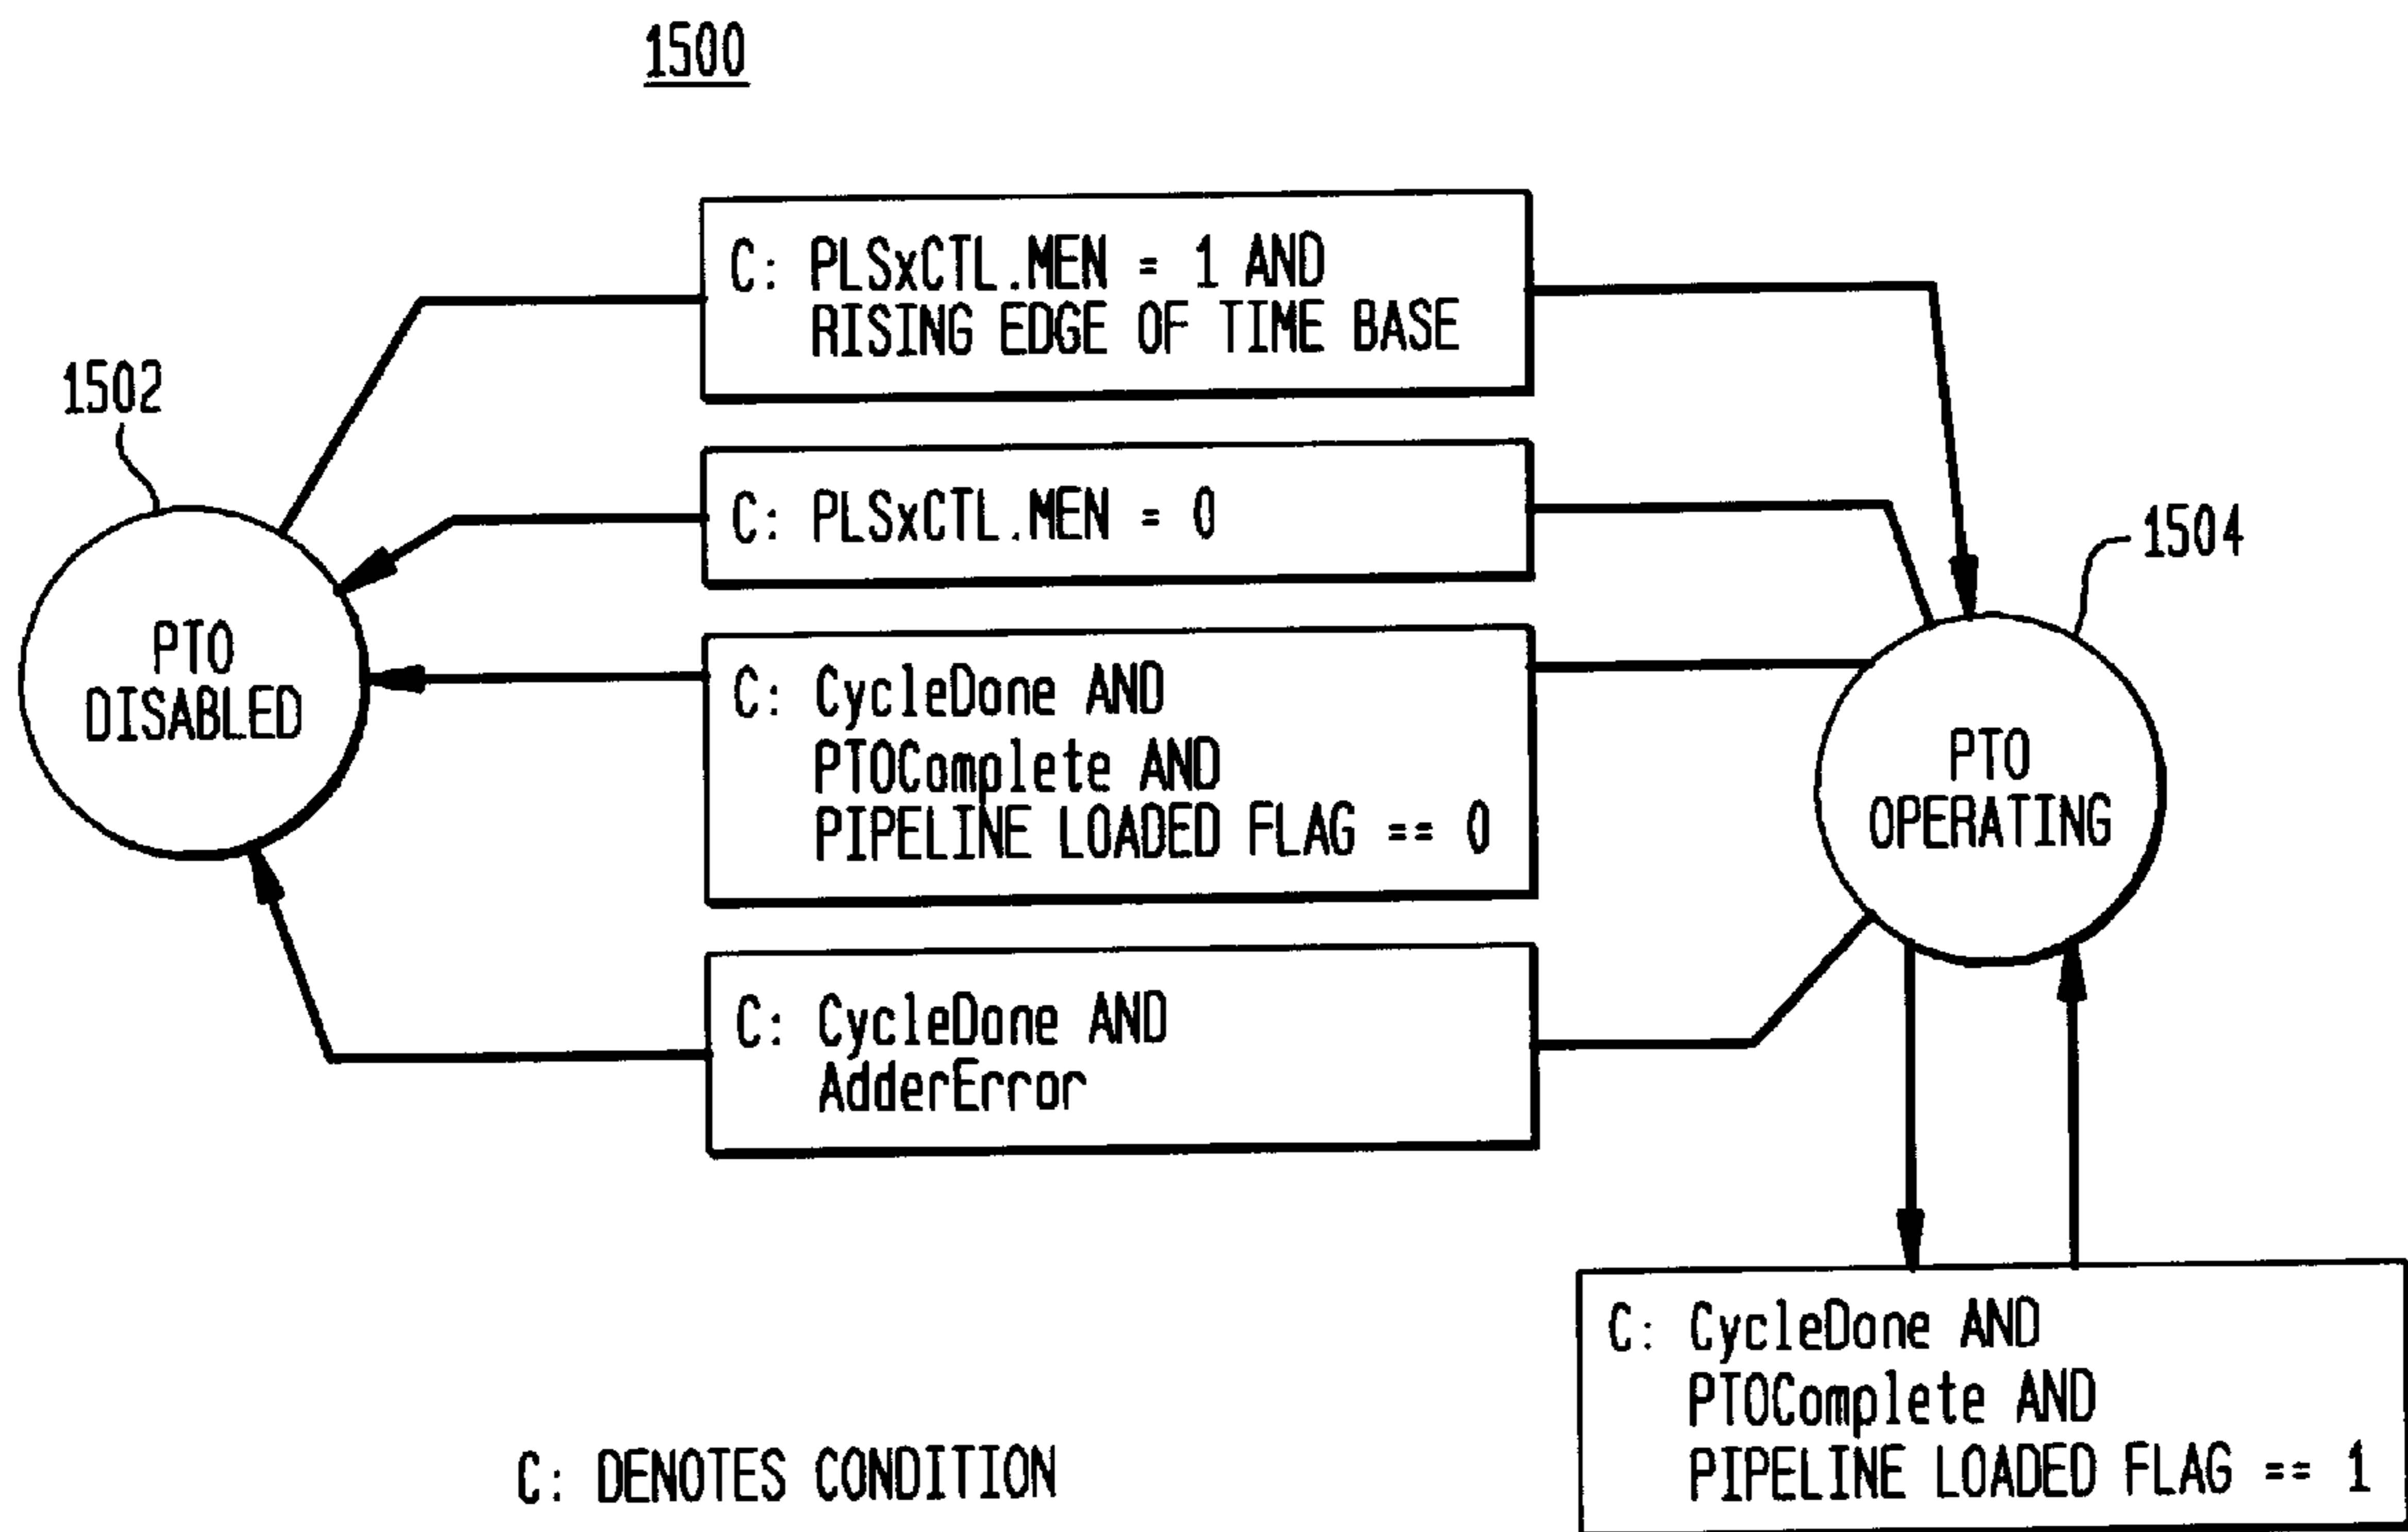 1500
C: PLSxCTL.MEN = 1 AND
RISING EDGE OF TIME BASE
1502
C: PLSxCTL.MEN = 0
1504
PTO
DISABLED
C: CycleDone AND
PTOComplete AND
PIPELINE LOADED FLAG == 0
PTO
OPERATING
C: CycleDone AND
AdderError
C: CycleDone AND
PTOComplete AND
PIPELINE LOADED FLAG == 1
C: DENOTES CONDITION